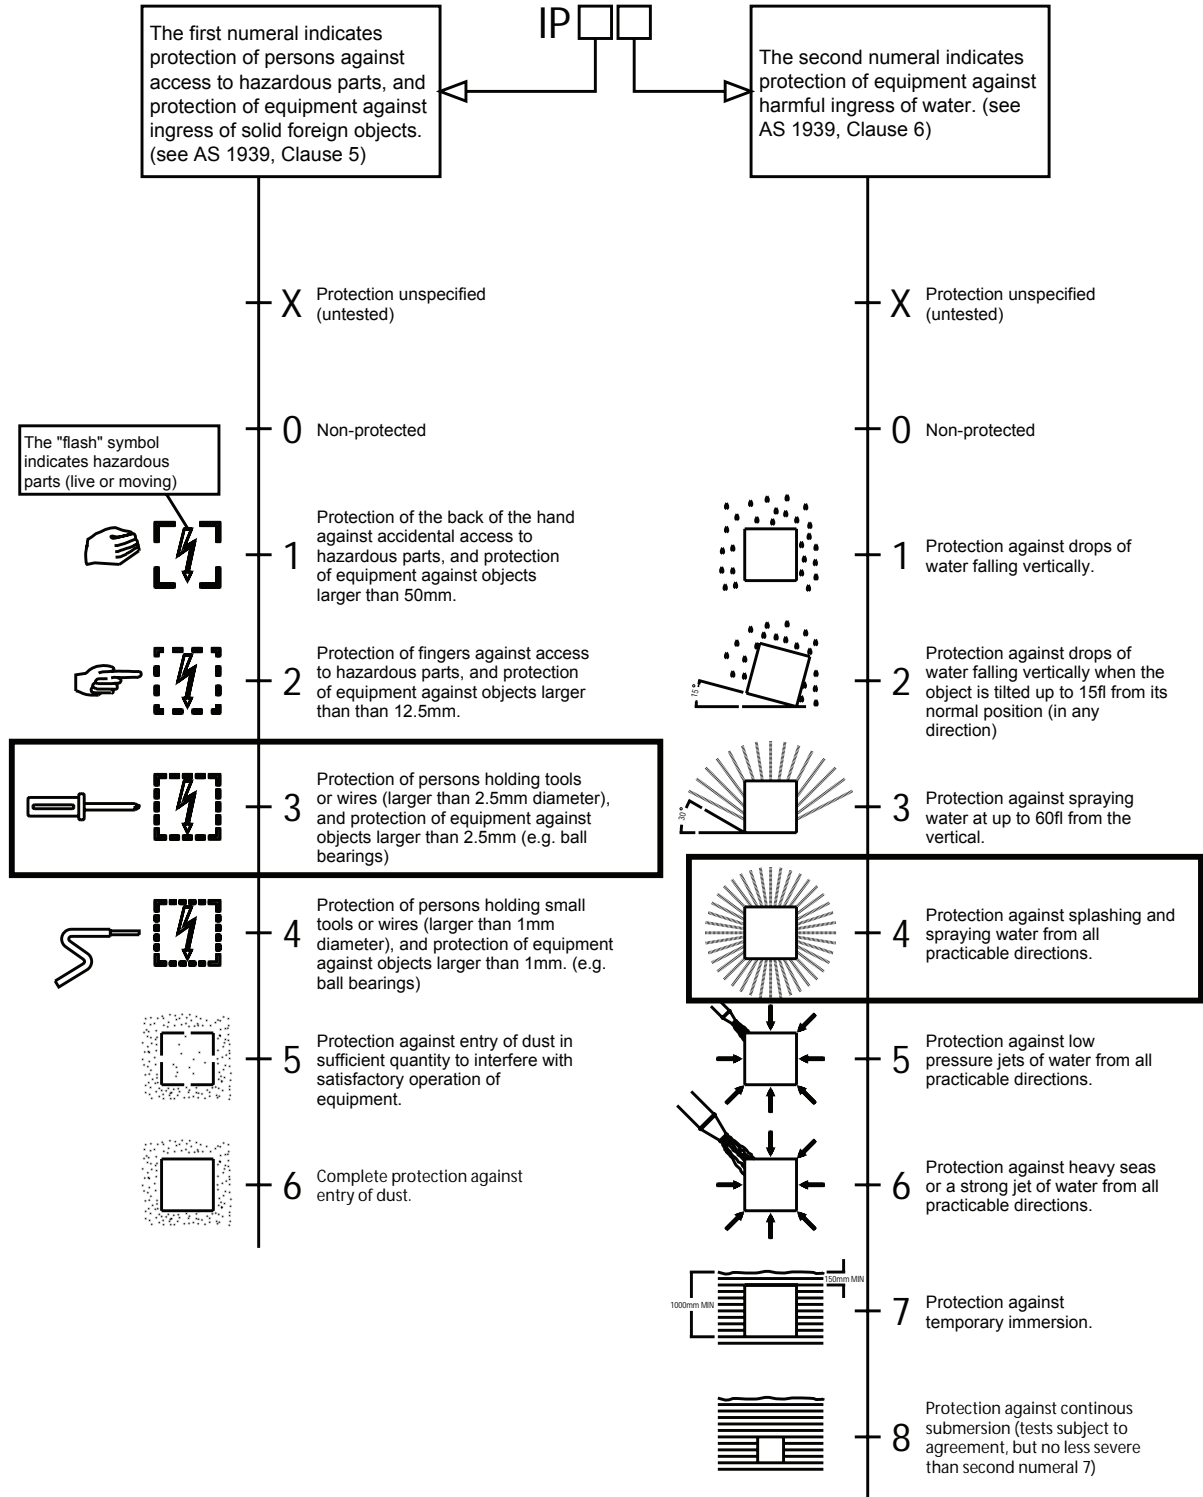 IP
The first numeral indicates
protection of persons against
access to hazardous parts, and
protection of equipment against
ingress of solid foreign objects.
(see AS 1939, Clause 5)
The second numeral indicates
protection of equipment against
harmful ingress of water. (see
AS 1939, Clause 6)
X
Protection unspecified
(untested)
0
Non-protected
The "flash" symbol
indicates hazardous
parts (live or moving)
1
Protection of the back of the hand
against accidental access to
hazardous parts, and protection
of equipment against objects
larger than 50mm.
2
Protection of fingers against access
to hazardous parts, and protection
of equipment against objects larger
than than 12.5mm.
3
Protection of persons holding tools
or wires (larger than 2.5mm diameter),
and protection of equipment against
objects larger than 2.5mm (e.g. ball
bearings)
4
Protection of persons holding small
tools or wires (larger than 1mm
diameter), and protection of equipment
against objects larger than 1mm. (e.g.
ball bearings)
5
Protection against entry of dust in
sufficient quantity to interfere with
satisfactory operation of
equipment.
6
Complete protection against
entry of dust.
X
Protection unspecified
(untested)
0
Non-protected
1
Protection against drops of
water falling vertically.
15°
2
Protection against drops of
water falling vertically when the
object is tilted up to 15fl from its
normal position (in any
direction)
30°
3
Protection against spraying
water at up to 60fl from the
vertical.
4
Protection against splashing and
spraying water from all
practicable directions.
5
Protection against low
pressure jets of water from all
practicable directions.
6
Protection against heavy seas
or a strong jet of water from all
practicable directions.
150mm MIN
1000mm MIN
7
Protection against
temporary immersion.
8
Protection against continous
submersion (tests subject to
agreement, but no less severe
than second numeral 7)